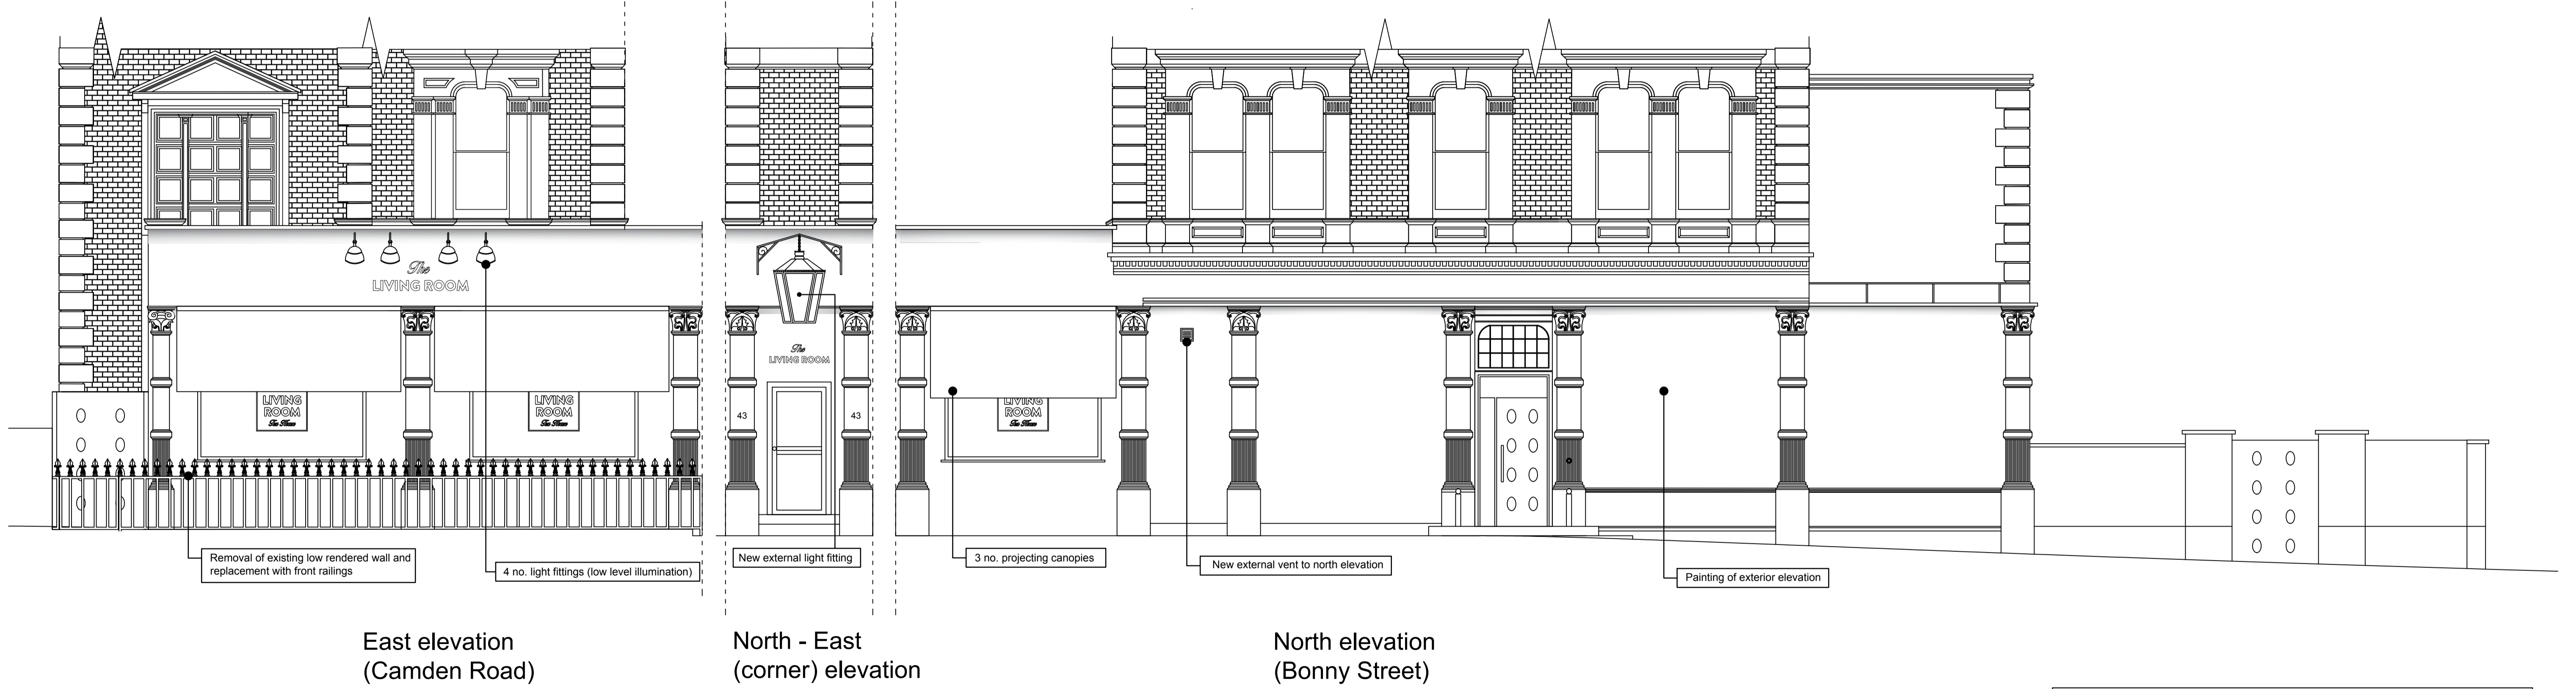 The
LIVING ROOM
LIVING
ROOM
LIVING
ROOM
Removal of existing low rendered wall and
replacement with front railings
4 no. light fittings (low level illumination)
East elevation
(Camden Road)
The
LIVING ROOM
43
43
New external light fitting
North - East
(corner) elevation
LIVING
ROOM
3 no. projecting canopies
New external vent to north elevation
Painting of exterior elevation
North elevation
(Bonny Street)